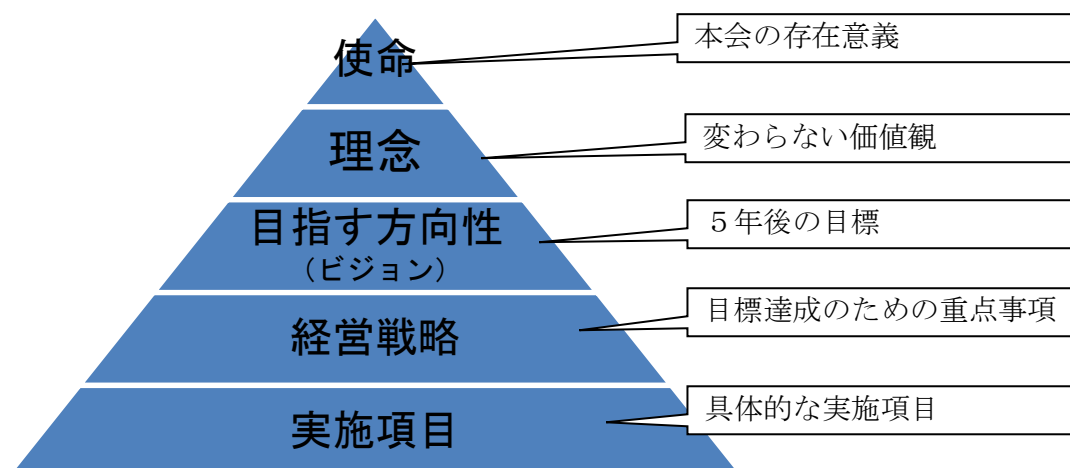 使命
本会の存在意義
理念
変わらない価値観
目指す方向性
（ビジョン）
５年後の目標
経営戦略
目標達成のための重点事項
実施項目
具体的な実施項目